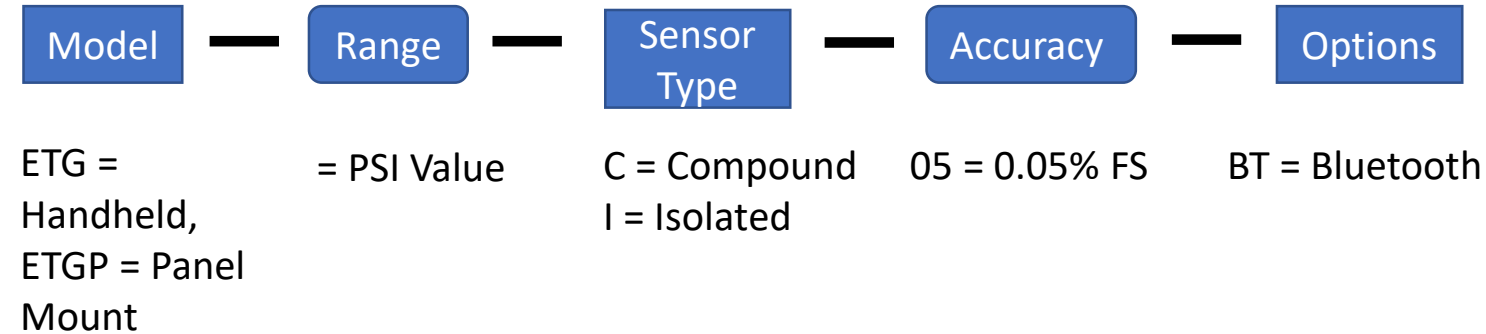 Model
Range
Sensor
Type
Accuracy
Options
ETG =
Handheld,
ETGP = Panel
Mount
= PSI Value
C = Compound
I = Isolated
05 = 0.05% FS
BT = Bluetooth